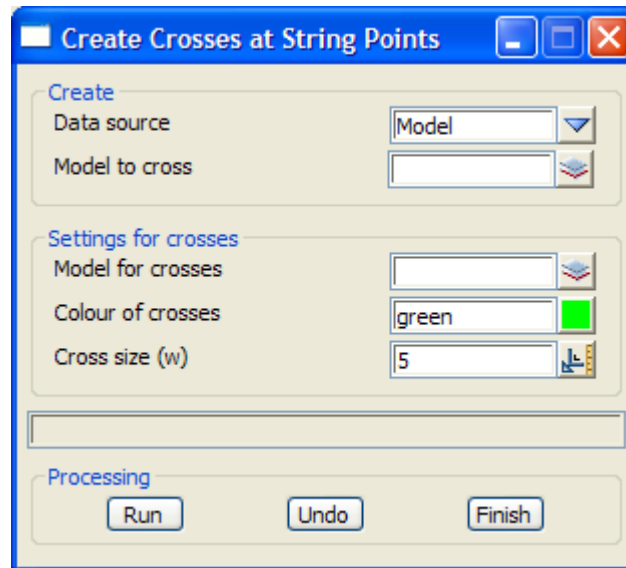 Create Crosses at String Points
Create
Data source Model
Model to cross
Settings for crosses
Model for crosses
Colour of crosses green
Cross size (w) 5
Processing
Run Undo Finish